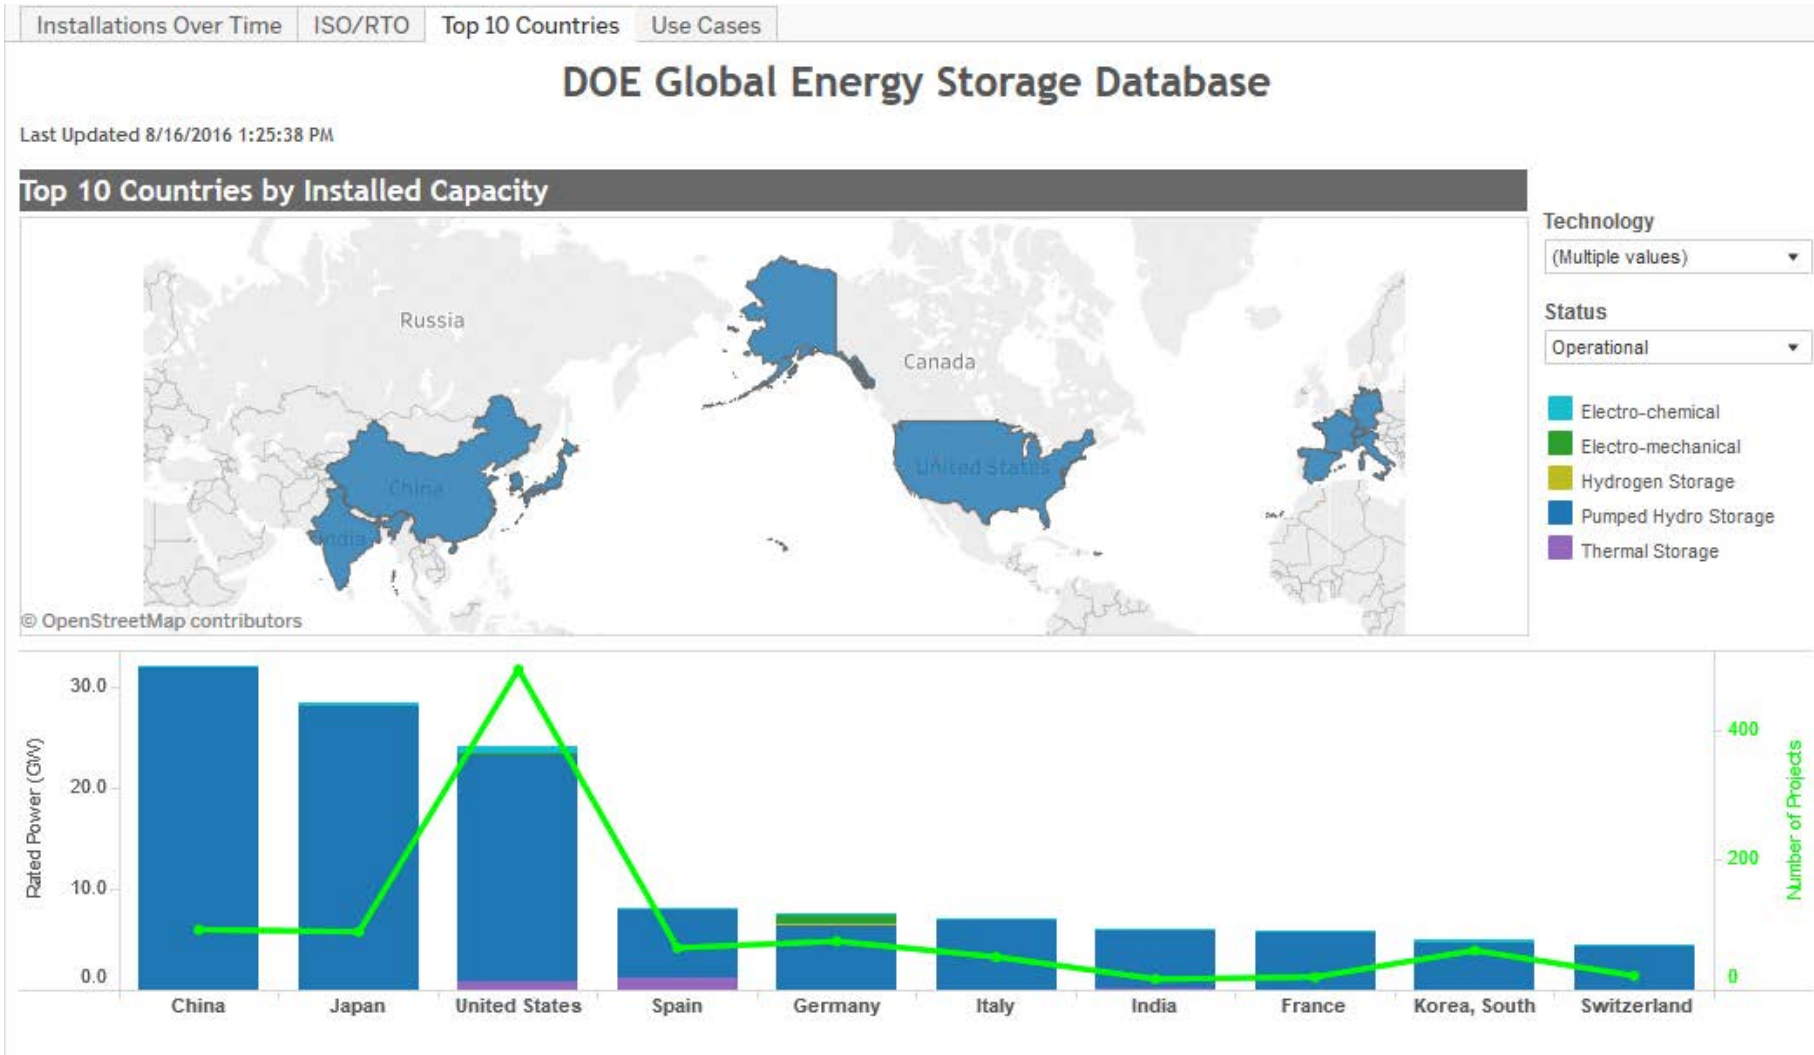 Installations Over Time ISO/RTO Top 10 Countries Use Cases
DOE Global Energy Storage Database
Last Updated 8/16/2016 1:25:38 PM
Top 10 Countries by Installed Capacity
Russia
Canada
United States
China
India
© OpenStreetMap contributors
Technology
(Multiple values)
Status
Operational
Electro-chemical
Electro-mechanical
Hydrogen Storage
Pumped Hydro Storage
Thermal Storage
Rated Power (GW)
30.0
20.0
10.0
0.0
400
200
0
Number of Projects
China Japan United States Spain Germany Italy India France Korea, South Switzerland